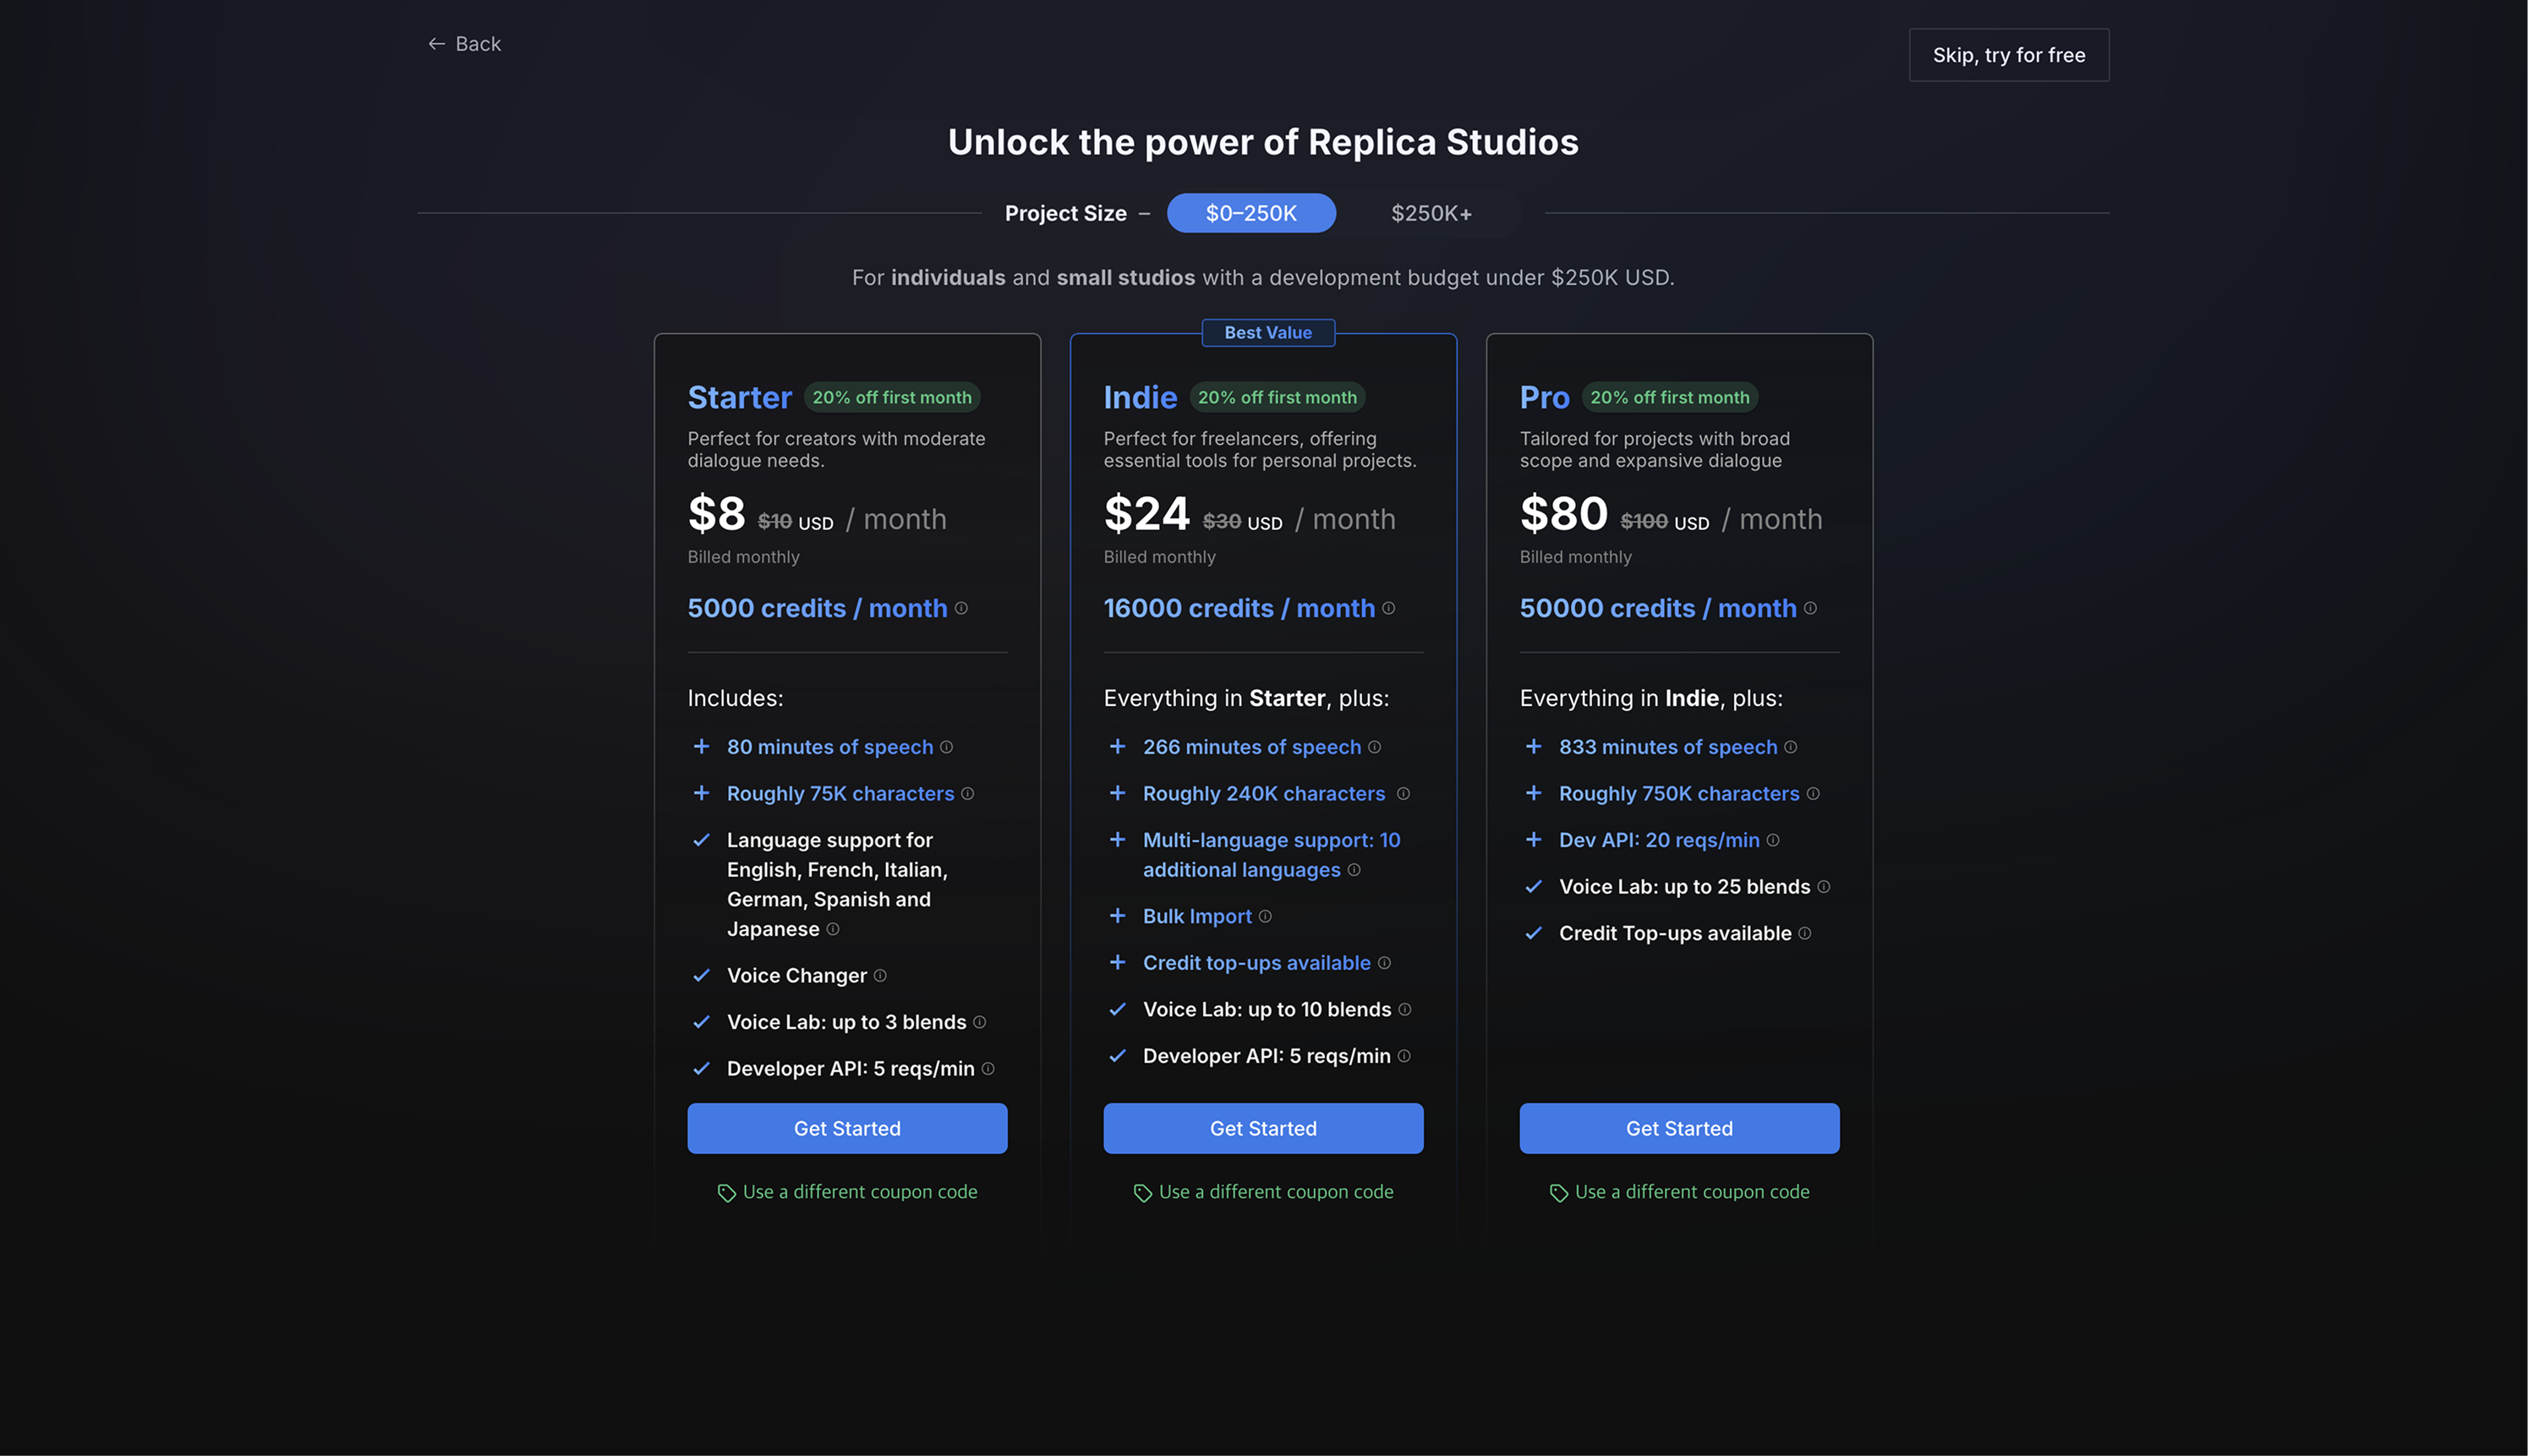 ← Back
Skip, try for free
Unlock the power of Replica Studios
Project Size – $0–250K $250K+
For individuals and small studios with a development budget under $250K USD.
Starter 20% off first month
Perfect for creators with moderate
dialogue needs.
$8 $10 USD / month
Billed monthly
5000 credits / month
Includes:
80 minutes of speech
Roughly 75K characters
Language support for
English, French, Italian,
German, Spanish and
Japanese
Voice Changer
Voice Lab: up to 3 blends
Developer API: 5 reqs/min
Get Started
Use a different coupon code
Best Value
Indie 20% off first month
Perfect for freelancers, offering
essential tools for personal projects.
$24 $30 USD / month
Billed monthly
16000 credits / month
Everything in Starter, plus:
266 minutes of speech
Roughly 240K characters
Multi-language support: 10
additional languages
Bulk Import
Credit top-ups available
Voice Lab: up to 10 blends
Developer API: 5 reqs/min
Get Started
Use a different coupon code
Pro 20% off first month
Tailored for projects with broad
scope and expansive dialogue
$80 $100 USD / month
Billed monthly
50000 credits / month
Everything in Indie, plus:
833 minutes of speech
Roughly 750K characters
Dev API: 20 reqs/min
Voice Lab: up to 25 blends
Credit Top-ups available
Get Started
Use a different coupon code